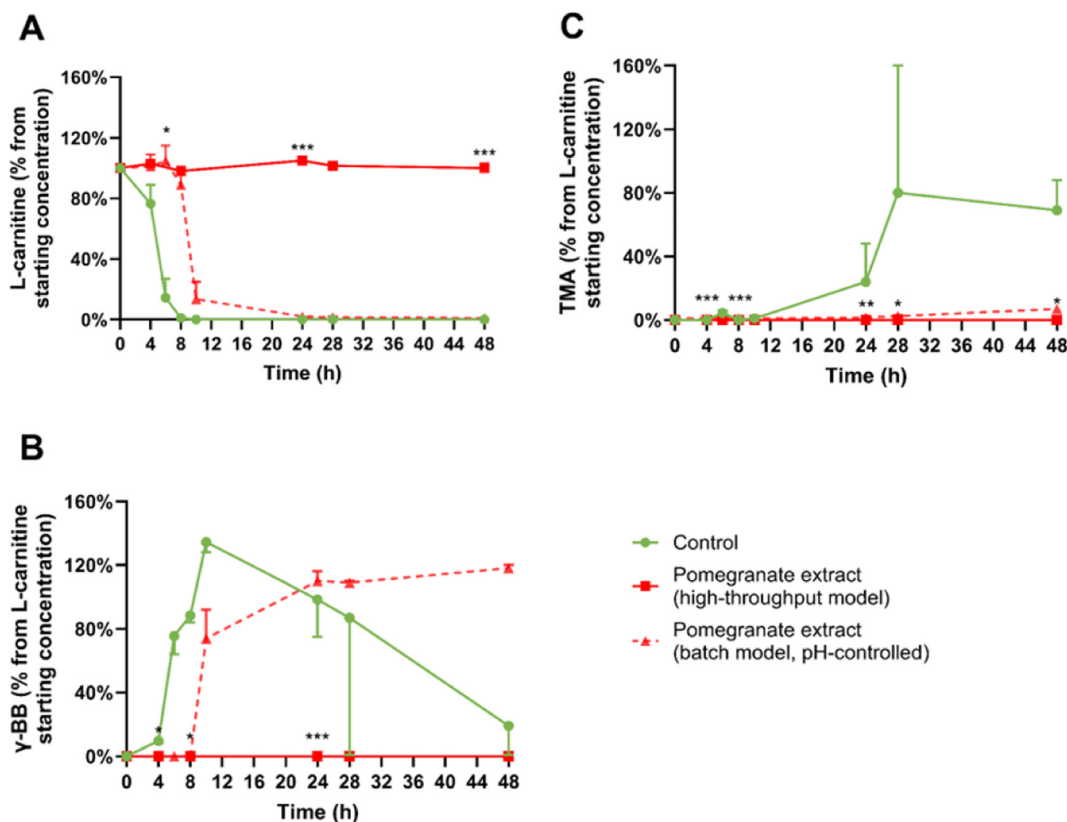 A
L-carnitine (% from
starting concentration)
160%
120%
80%
40%
0%
*
***
***
0 4 8 12 16 20 24 28 32 36 40 44 48
Time (h)
C
TMA (% from L-carnitine
starting concentration)
160%
120%
80%
40%
0%
***
***
**
*
*
0 4 8 12 16 20 24 28 32 36 40 44 48
Time (h)
B
γ-BB (% from L-carnitine
starting concentration)
160%
120%
80%
40%
0%
*
*
***
0 4 8 12 16 20 24 28 32 36 40 44 48
Time (h)
Control
Pomegranate extract
(high-throughput model)
Pomegranate extract
(batch model, pH-controlled)